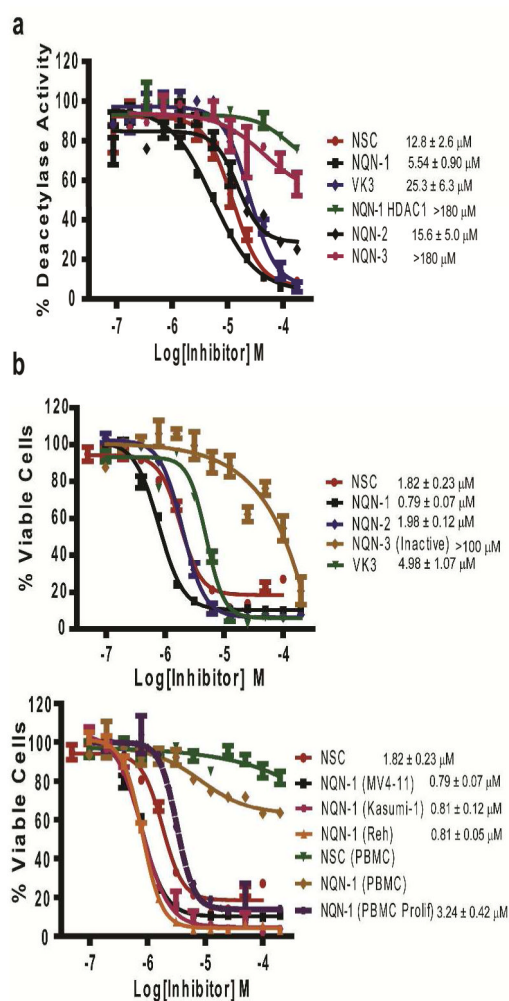 a
% Deacetylase Activity
120
100
80
60
40
20
0
-7 -6 -5 -4
Log[Inhibitor] M
NSC 12.8 ± 2.6 μM
NQN-1 5.54 ± 0.90 μM
VK3 25.3 ± 6.3 μM
NQN-1 HDAC1 >180 μM
NQN-2 15.6 ± 5.0 μM
NQN-3 >180 μM
b
% Viable Cells
120
100
80
60
40
20
0
-7 -6 -5 -4
Log[Inhibitor] M
NSC 1.82 ± 0.23 μM
NQN-1 0.79 ± 0.07 μM
NQN-2 1.98 ± 0.12 μM
NQN-3 (Inactive) >100 μM
VK3 4.98 ± 1.07 μM
% Viable Cells
120
100
80
60
40
20
0
-7 -6 -5 -4
Log[Inhibitor] M
NSC 1.82 ± 0.23 μM
NQN-1 (MV4-11) 0.79 ± 0.07 μM
NQN-1 (Kasumi-1) 0.81 ± 0.12 μM
NQN-1 (Reh) 0.81 ± 0.05 μM
NSC (PBMC)
NQN-1 (PBMC)
NQN-1 (PBMC Prolif) 3.24 ± 0.42 μM